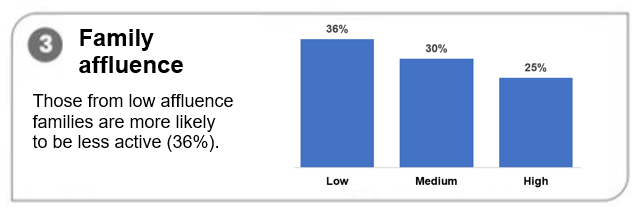 3
Family
affluence
Those from low affluence
families are more likely
to be less active (36%).
36%
30%
25%
Low
Medium
High